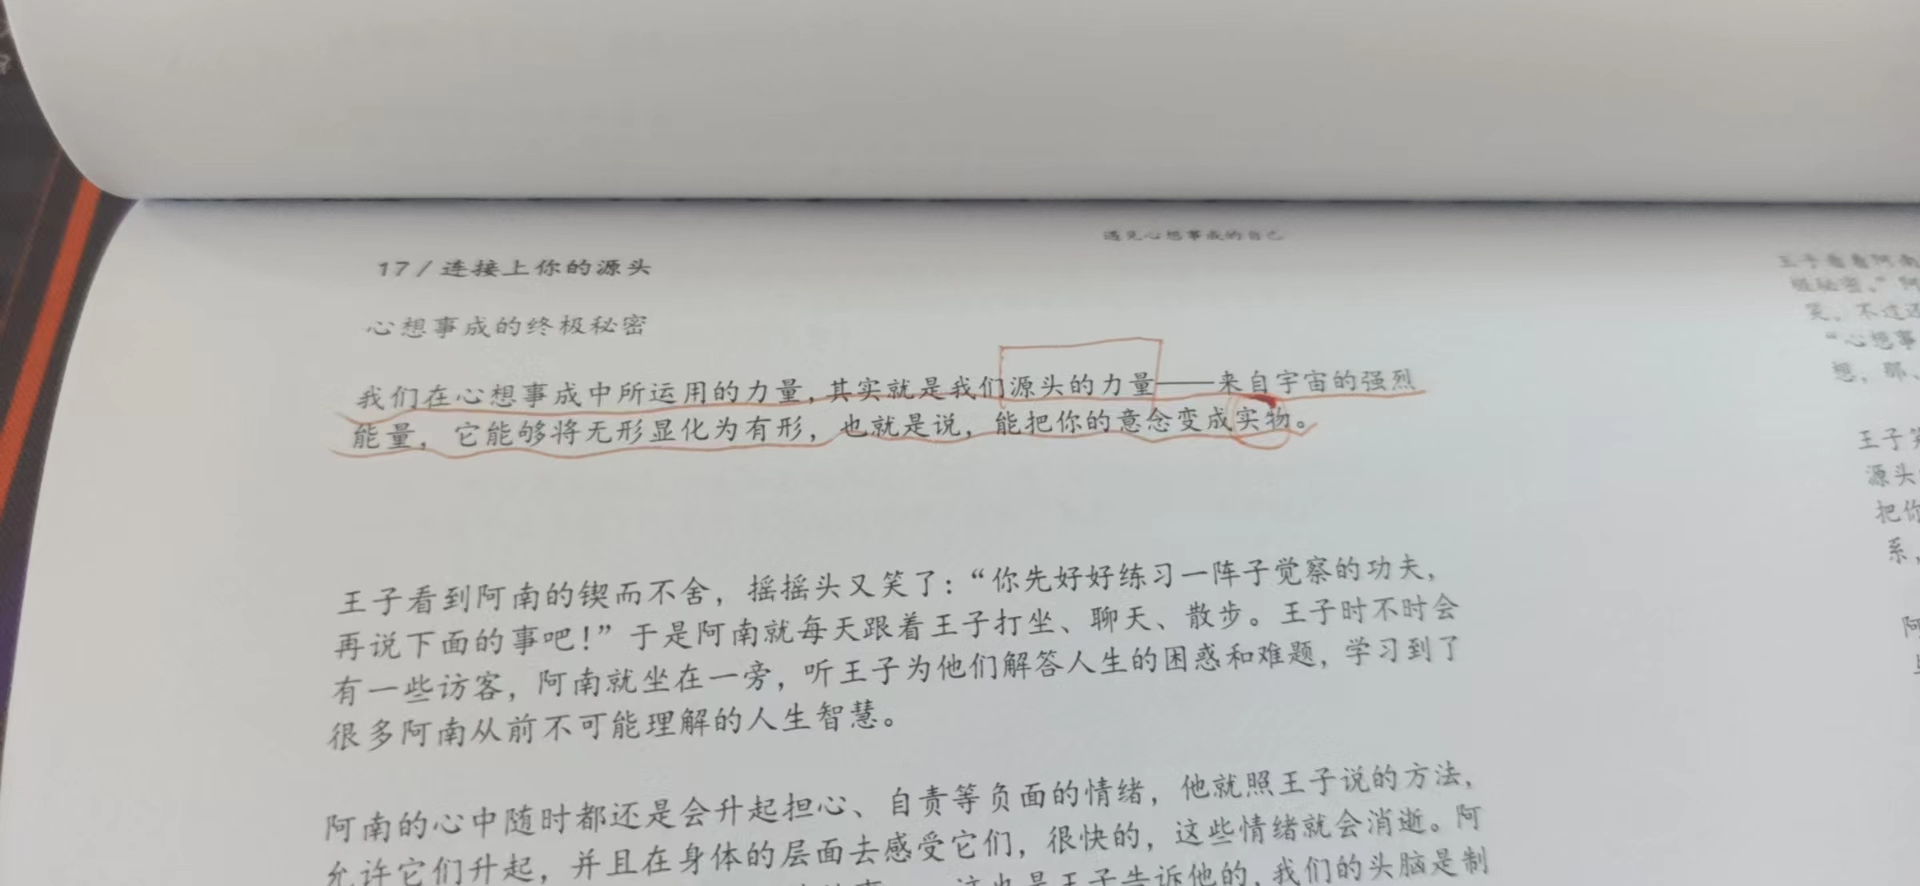 遇见心想事成的自己
17/连接上你的源头
心想事成的终极秘密
我们在心想事成中所运用的力量，其实就是我们源头的力量——来自宇宙的强烈
能量，它能够将无形显化为有形，也就是说，能把你的意念变成实物。
王子看到阿南的锲而不舍，摇摇头又笑了：“你先好好练习一阵子觉察的功夫，
再说下面的事吧！”于是阿南就每天跟着王子打坐、聊天、散步。王子时不时会
有一些访客，阿南就坐在一旁，听王子为他们解答人生的困惑和难题，学习到了
很多阿南从前不可能理解的人生智慧。
阿南的心中随时都还是会升起担心、自责等负面的情绪，他就照王子说的方法，
允许它们升起，并且在身体的层面去感受它们，很快的，这些情绪就会消逝。阿
这也是王子告诉他的，我们的头脑是制
王子看看阿南
极秘密。”阿
笑，不过还
“心想事
想，那、
王子笑
源头
把你
系，
阿